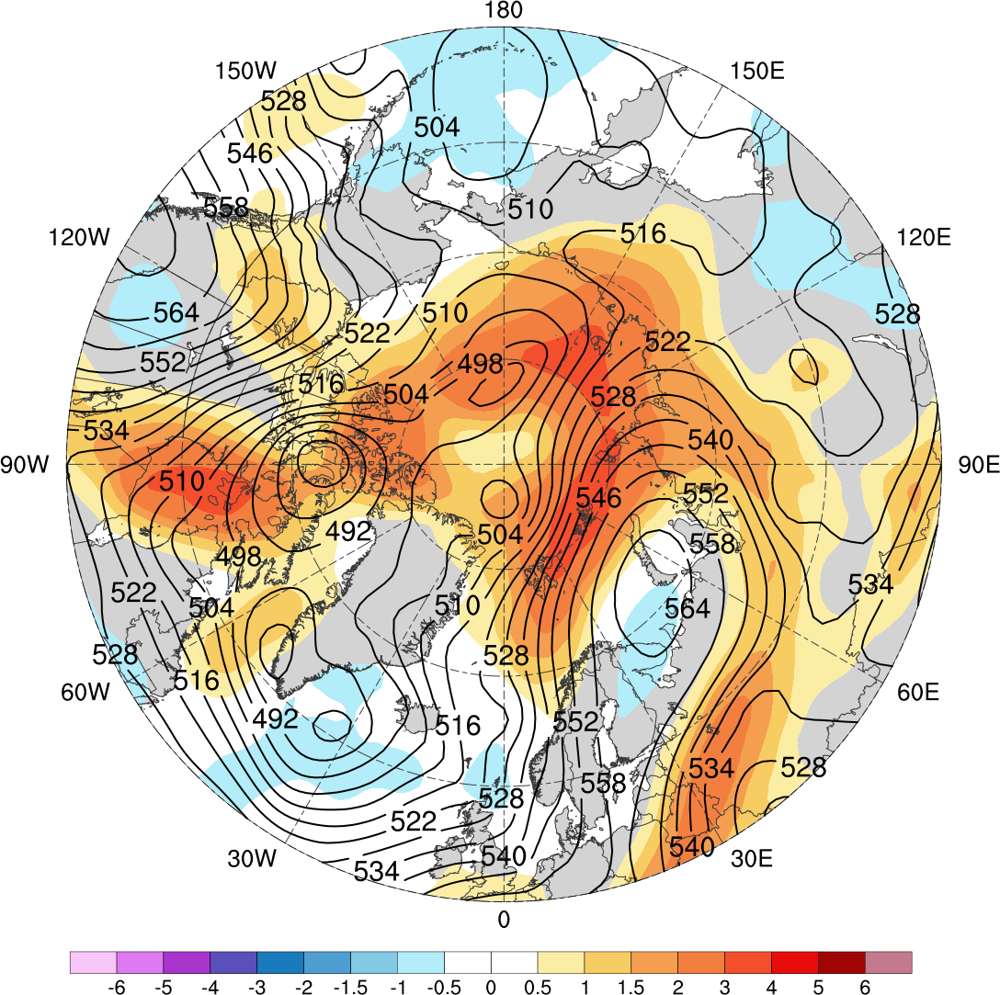 180
150W 150E
528
504
546
558 510
516
120W 120E
564 510 528
522
552 522
516 498
504 528
534 540
90W 510 90E
546 552
492 504 558
498
522 534
504 510 564
528 528
516
60W 60E
492 516 552
534 528
558
528
522
540
30W 534 540 30E
0
-6 -5 -4 -3 -2 -1.5 -1 -0.5 0 0.5 1 1.5 2 3 4 5 6